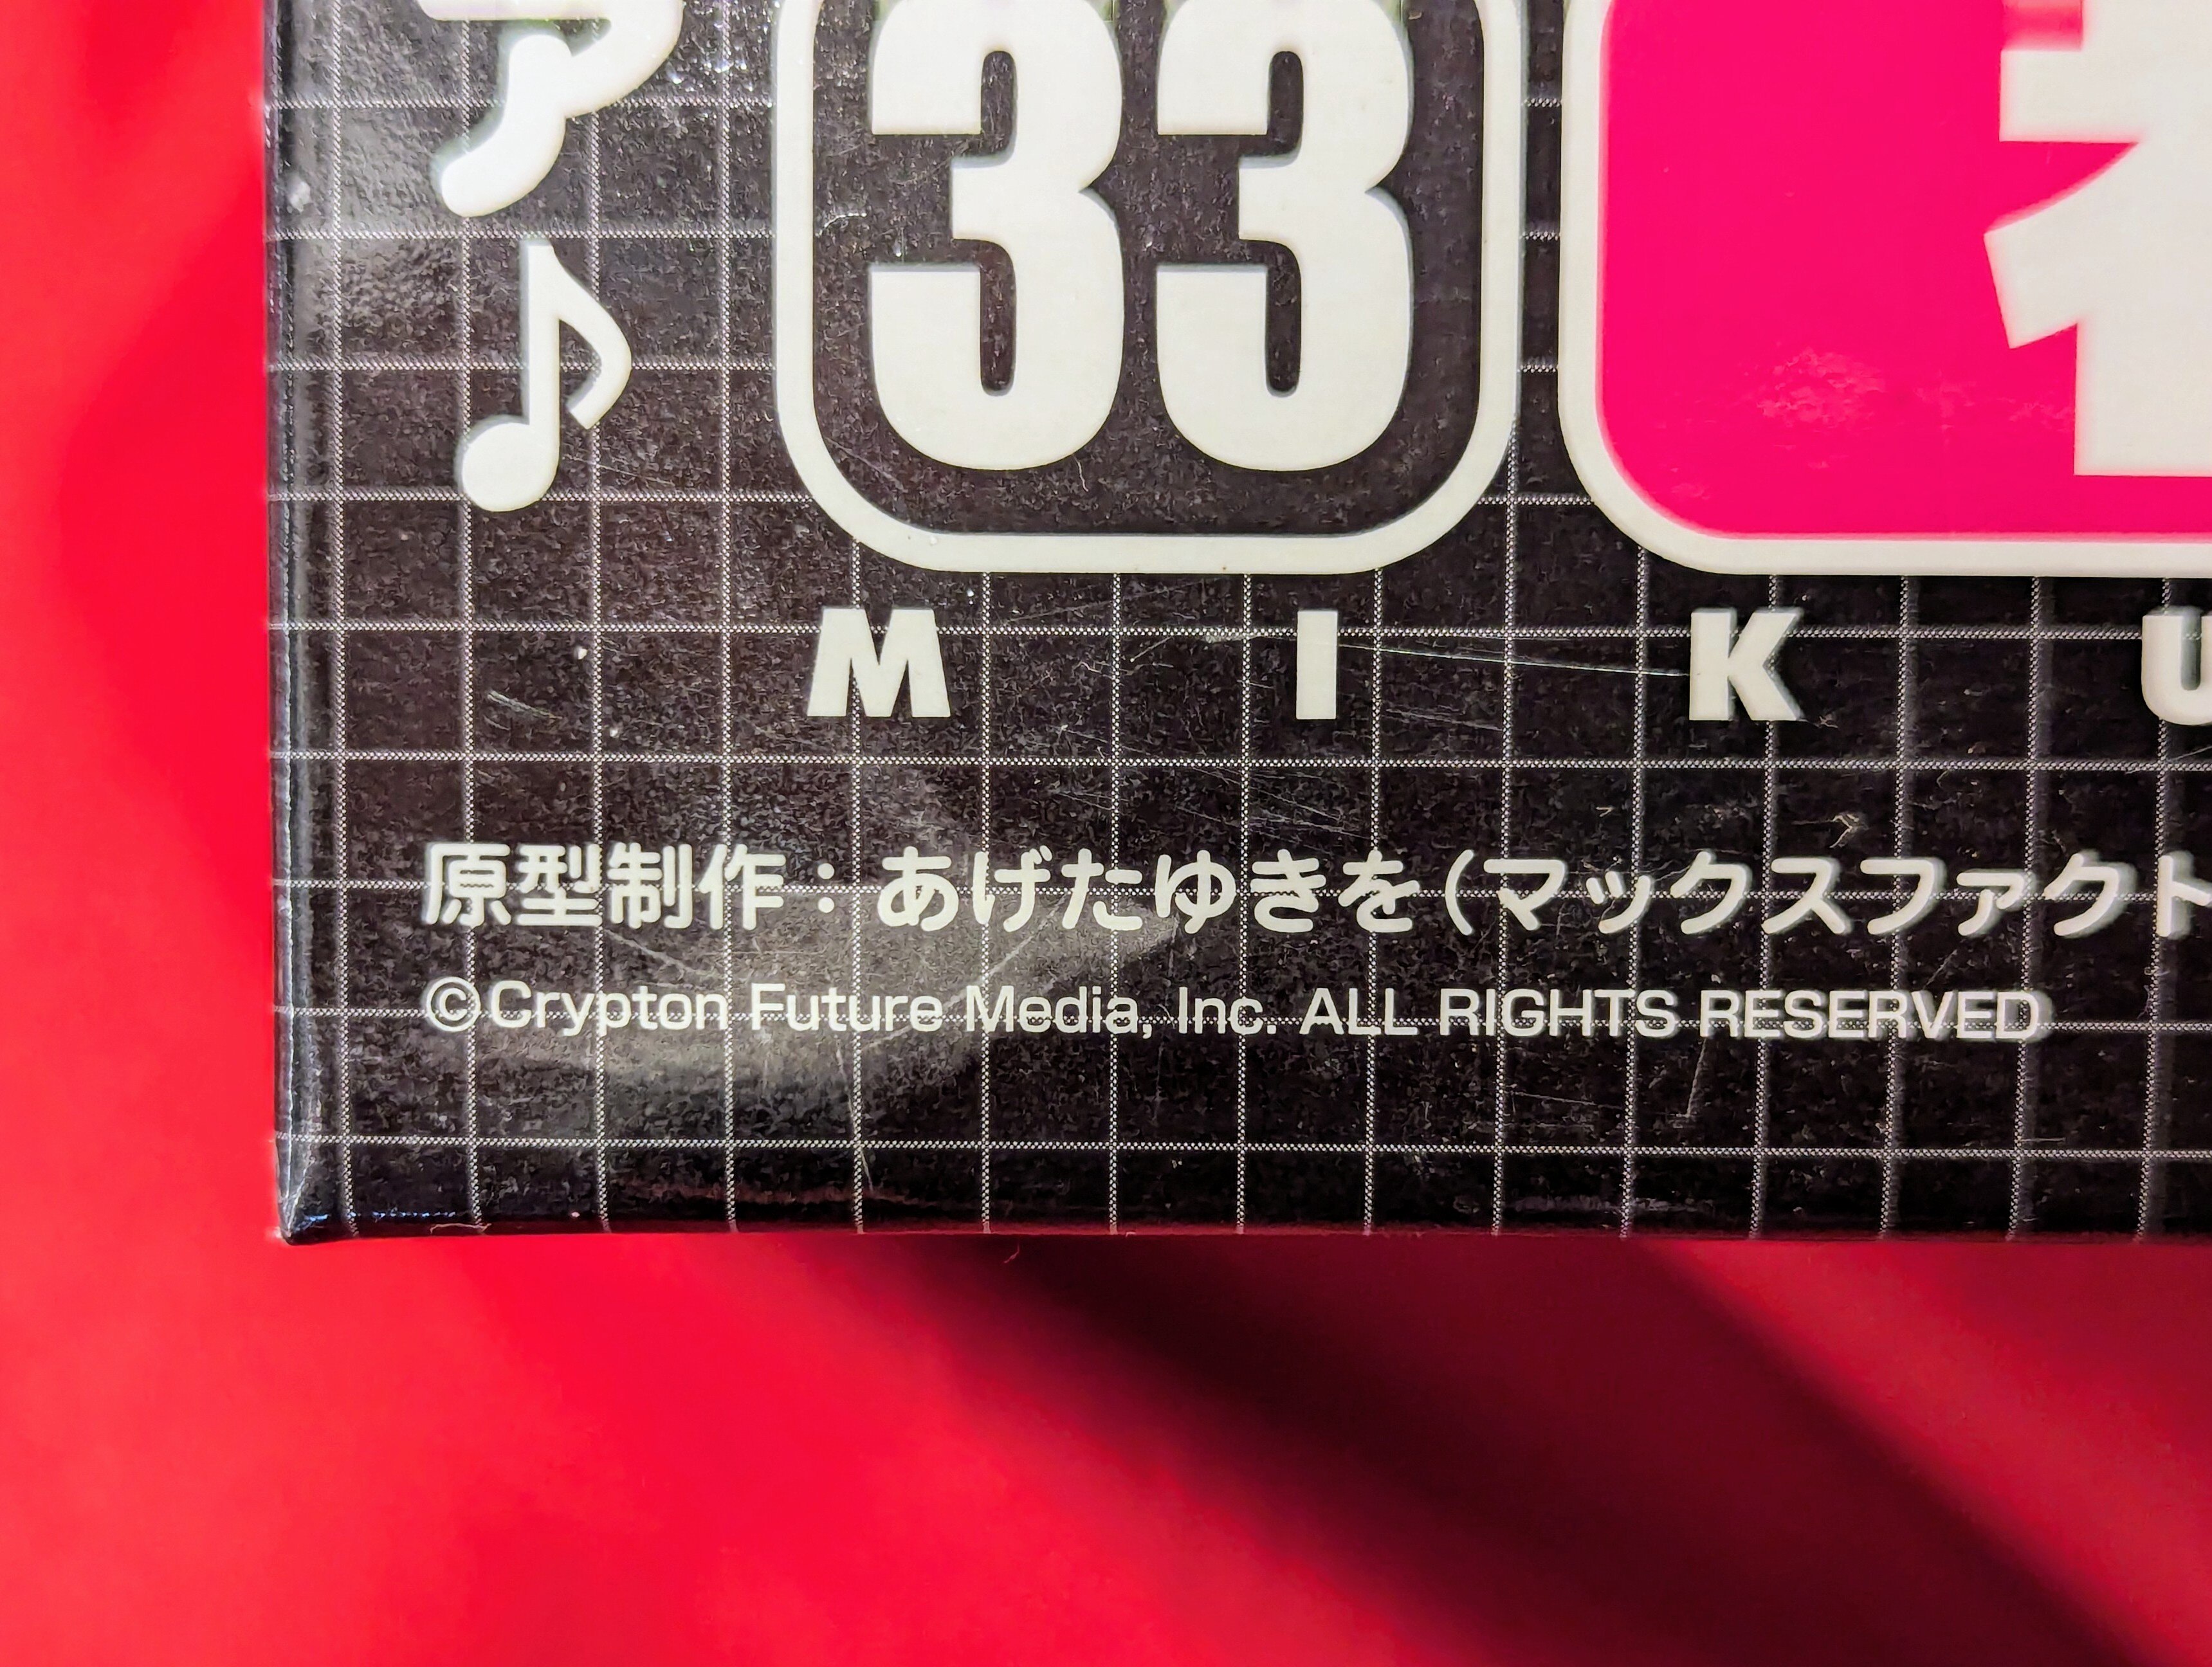 ア♪
33
MIKU
原型制作：あげたゆきを（マックスファクト
©Crypton Future Media, Inc. ALL RIGHTS RESERVED